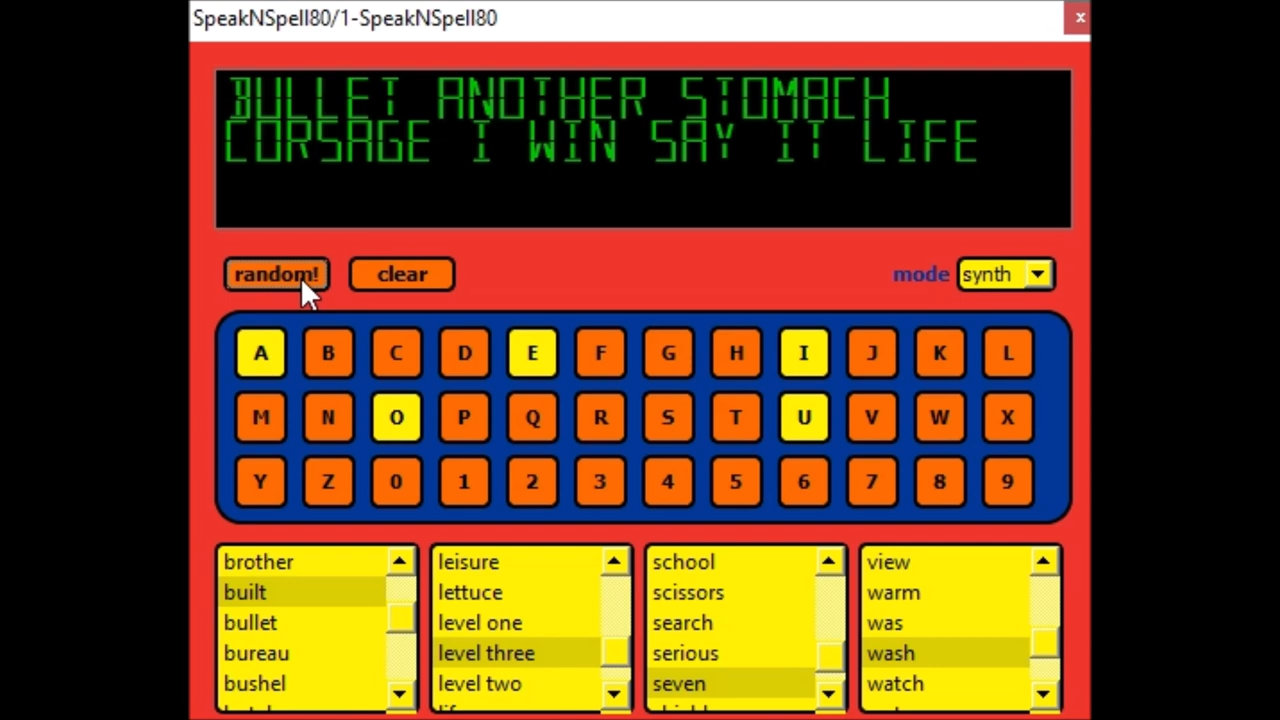 SpeakNSpell80/1-SpeakNSpell80
x
BULLET ANOTHER STOMACH
CORSAGE I WIN SAY IT LIFE
random! clear mode synth
A B C D E F G H I J K L
M N O P Q R S T U V W X
Y Z 0 1 2 3 4 5 6 7 8 9
brother leisure school view
built lettuce scissors warm
bullet level one search was
bureau level three serious wash
bushel level two seven watch